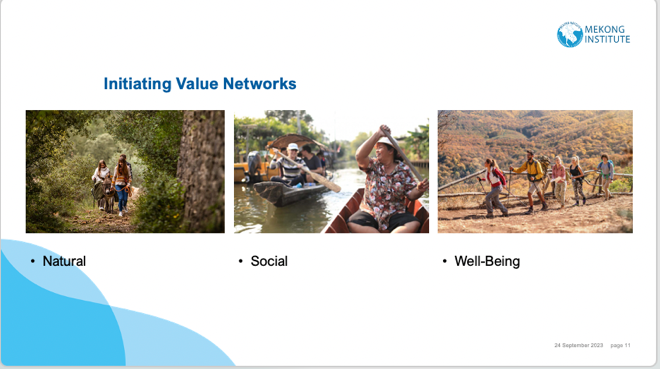 MEKONG
INSTITUTE
Initiating Value Networks
• Natural
• Social
• Well-Being
24 September 2023 page 11